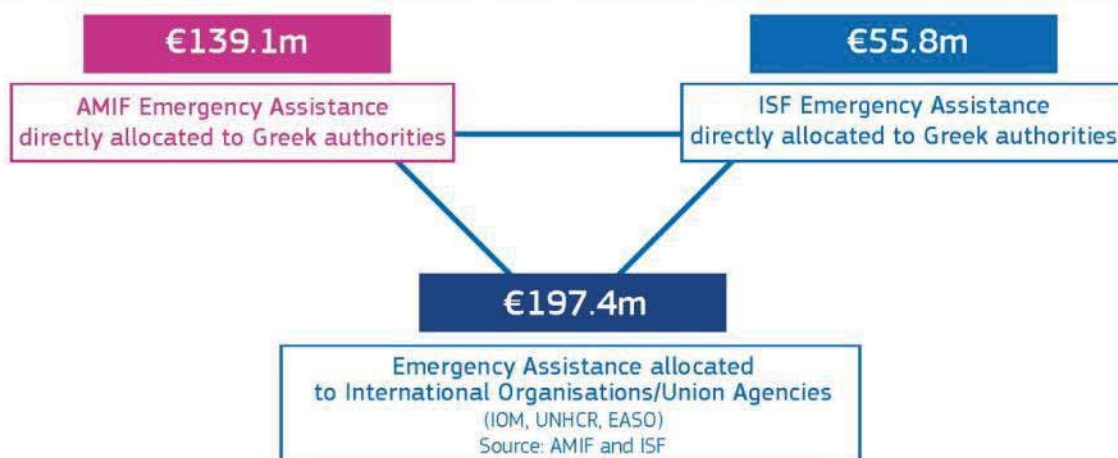 €139.1m
AMIF Emergency Assistance
directly allocated to Greek authorities
€55.8m
ISF Emergency Assistance
directly allocated to Greek authorities
€197.4m
Emergency Assistance allocated
to International Organisations/Union Agencies
(IOM, UNHCR, EASO)
Source: AMIF and ISF